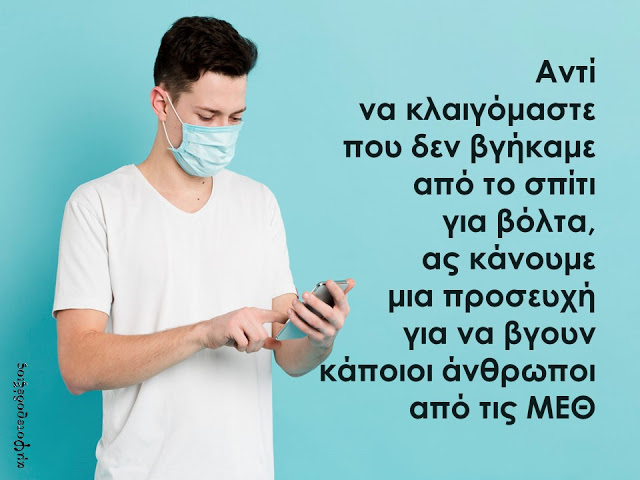 Αντί
να κλαιγόμαστε
που δεν βγήκαμε
από το σπίτι
για βόλτα,
ας κάνουμε
μια προσευχή
για να βγουν
κάποιοι άνθρωποι
από τις ΜΕΘ